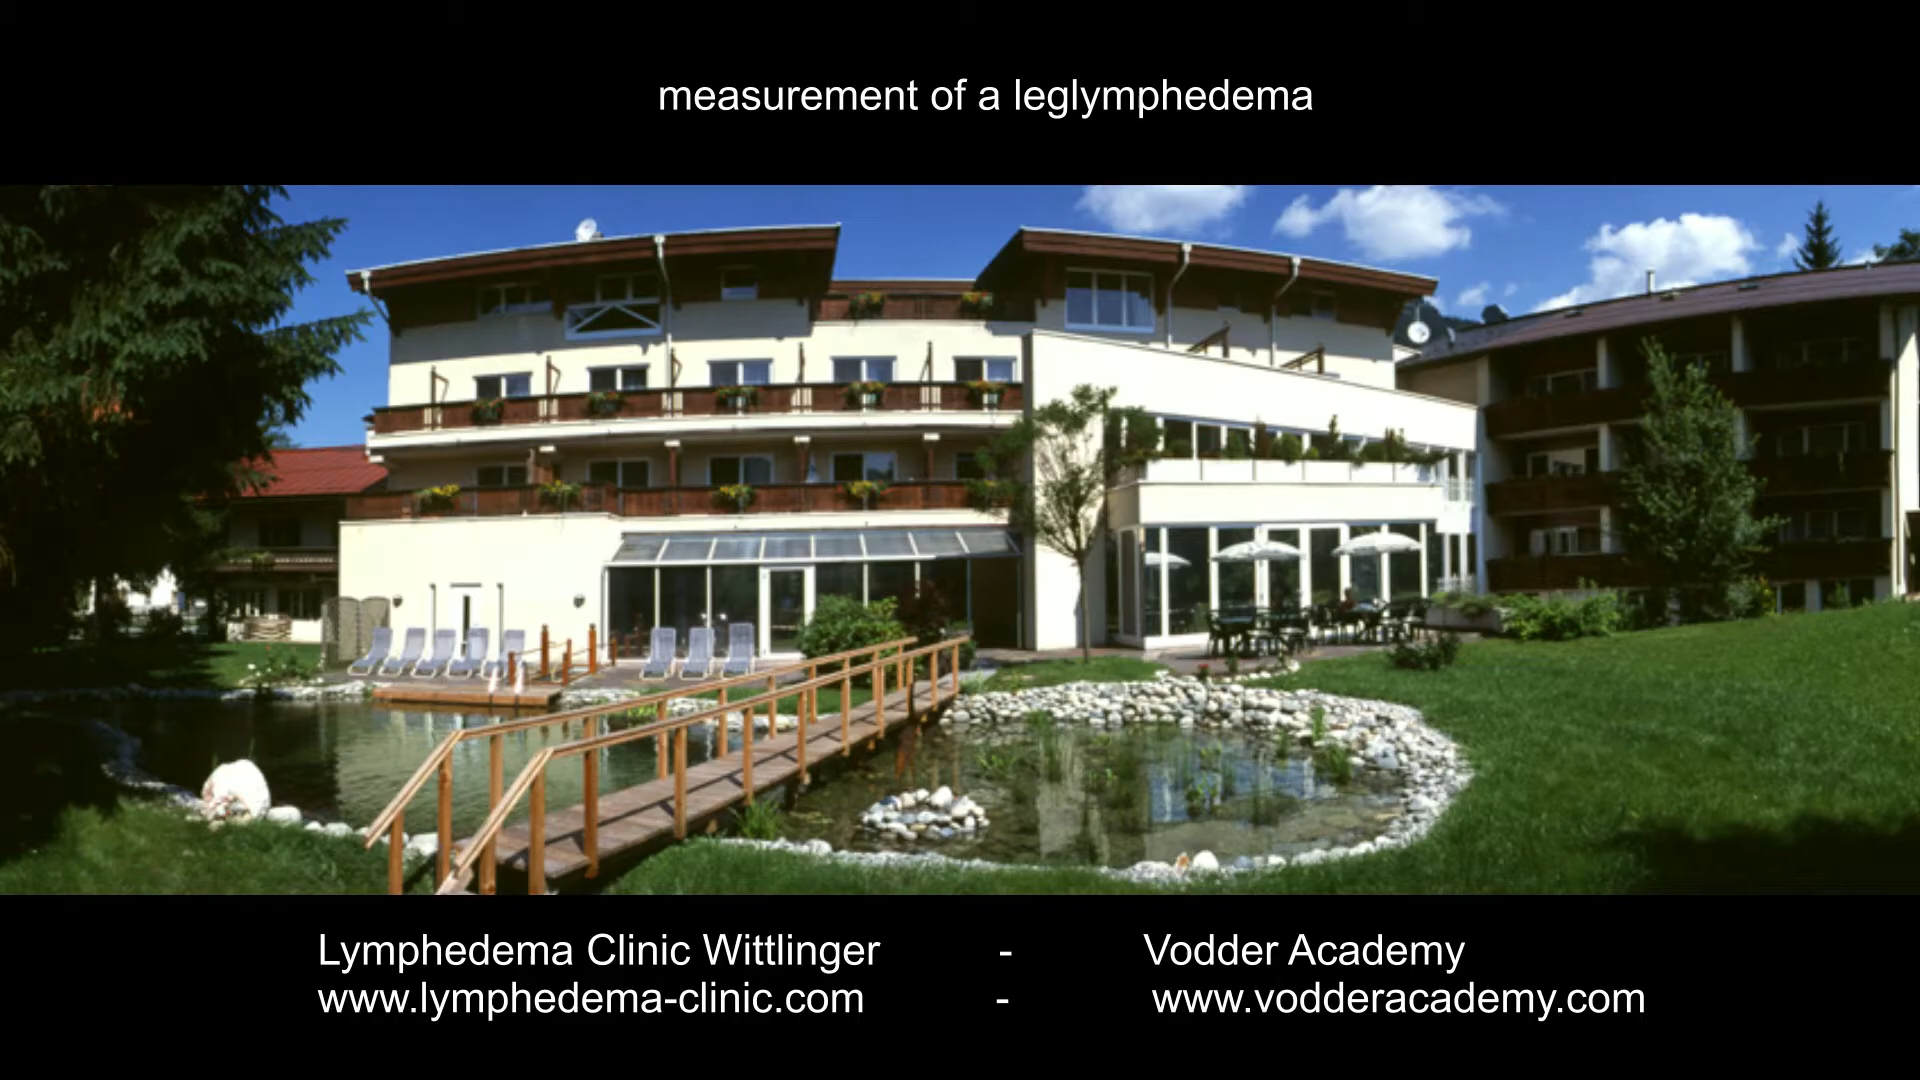 measurement of a leglymphedema
Lymphedema Clinic Wittlinger - Vodder Academy
www.lymphedema-clinic.com - www.vodderacademy.com